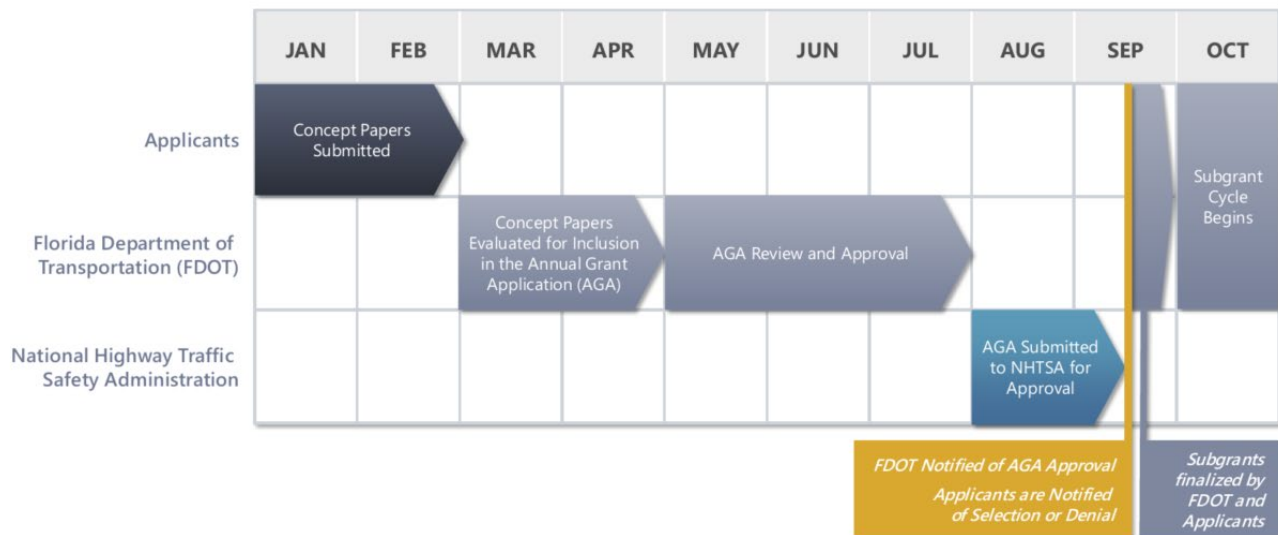 JAN FEB MAR APR MAY JUN JUL AUG SEP OCT
Applicants
Concept Papers
Submitted
Florida Department of
Transportation (FDOT)
Concept Papers
Evaluated for Inclusion
in the Annual Grant
Application (AGA)
AGA Review and Approval
Subgrant
Cycle
Begins
National Highway Traffic
Safety Administration
AGA Submitted
to NHTSA for
Approval
FDOT Notified of AGA Approval
Applicants are Notified
of Selection or Denial
Subgrants
finalized by
FDOT and
Applicants